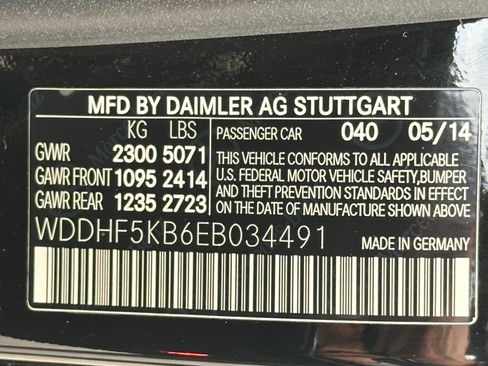 MFD BY DAIMLER AG STUTTGART
KG LBS PASSENGER CAR 040 05/14
GVWR 2300 5071 THIS VEHICLE CONFORMS TO ALL APPLICABLE
GAWR FRONT 1095 2414 U.S. FEDERAL MOTOR VEHICLE SAFETY,BUMPER
AND THEFT PREVENTION STANDARDS IN EFFECT
GAWR REAR 1235 2723 ON THE DATE OF MANUFACTURE SHOWN ABOVE
WDDHF5KB6EB034491 MADE IN GERMANY